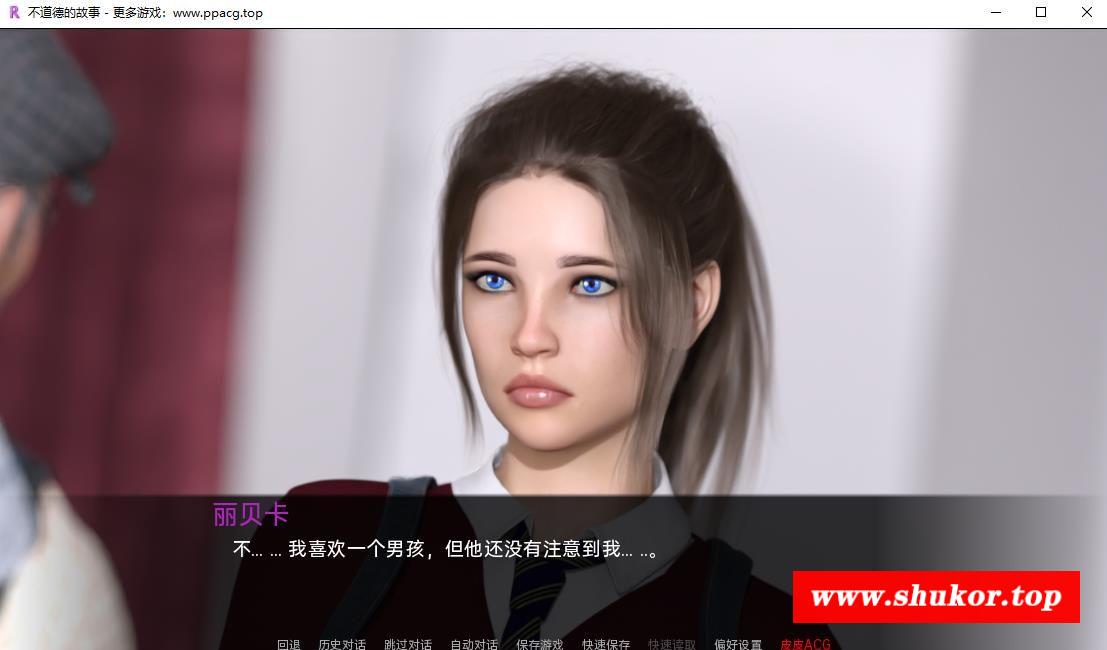 不道德的故事 - 更多游戏：www.ppacg.top
丽贝卡
不... ... 我喜欢一个男孩，但他还没有注意到我... ..。
www.shukor.top
回退 历史对话 跳过对话 自动对话 保存游戏 快速保存 快速读取 偏好设置 皮皮ACG